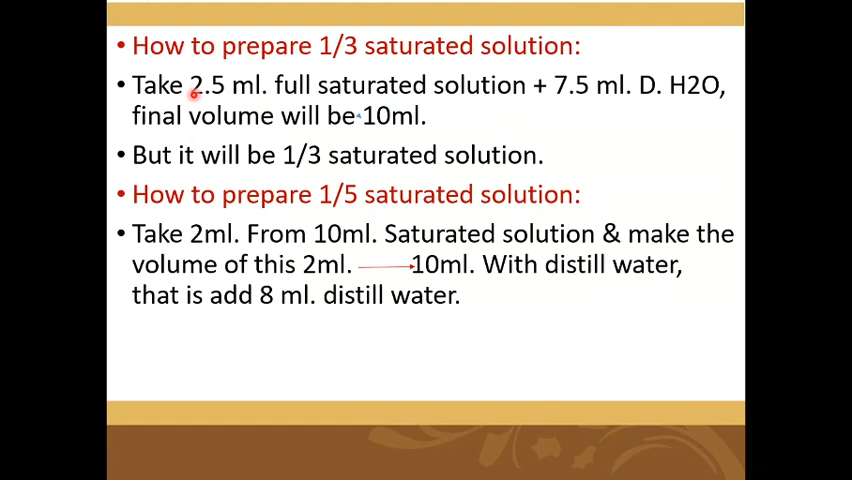 • How to prepare 1/3 saturated solution:
• Take 2.5 ml. full saturated solution + 7.5 ml. D. H2O,
final volume will be 10ml.
• But it will be 1/3 saturated solution.
• How to prepare 1/5 saturated solution:
• Take 2ml. From 10ml. Saturated solution & make the
volume of this 2ml. 10ml. With distill water,
that is add 8 ml. distill water.